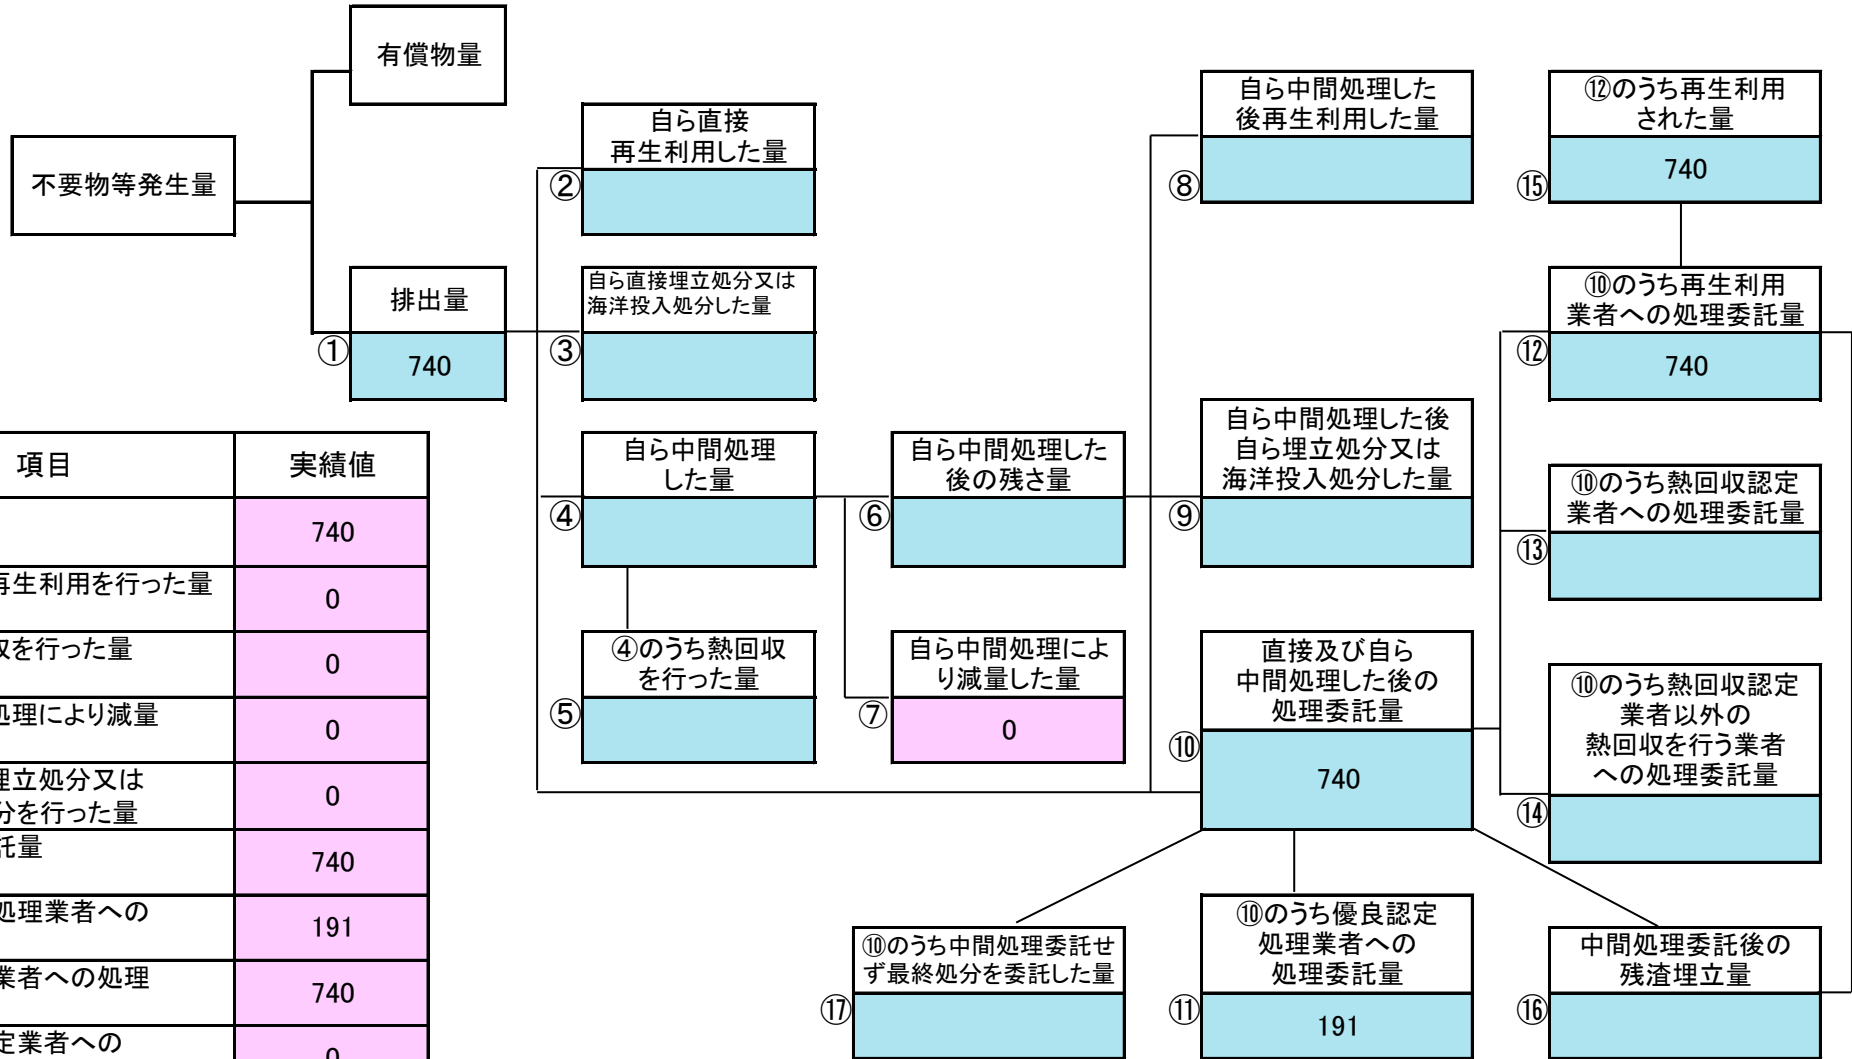 有償物量
不要物等発生量
排出量
①
740
自ら直接
再生利用した量
②
自ら直接埋立処分又は
海洋投入処分した量
③
自ら中間処理
した量
④
④のうち熱回収
を行った量
⑤
自ら中間処理した
後の残さ量
⑥
自ら中間処理によ
り減量した量
⑦
0
自ら中間処理した
後再生利用した量
⑧
自ら中間処理した後
自ら埋立処分又は
海洋投入処分した量
⑨
直接及び自ら
中間処理した後の
処理委託量
⑩
740
⑩のうち優良認定
処理業者への
処理委託量
⑪
191
⑫のうち再生利用
された量
⑮
740
⑩のうち再生利用
業者への処理委託量
⑫
740
⑩のうち熱回収認定
業者への処理委託量
⑬
⑩のうち熱回収認定
業者以外の
熱回収を行う業者
への処理委託量
⑭
中間処理委託後の
残渣埋立量
⑯
⑩のうち中間処理委託せ
ず最終処分を委託した量
⑰
項目 実績値
740
再生利用を行った量 0
を行った量 0
処理により減量 0
埋立処分又は
分を行った量 0
託量 740
処理業者への 191
業者への処理 740
定業者への 0